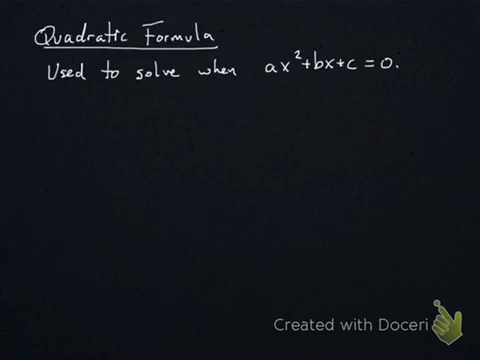 Quadratic Formula
Used to solve when ax²+bx+c=0.
Created with Doceri